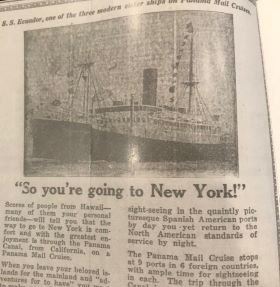 S. S. Ecuador, one of the three modern sister ships on Panama Mail Cruise.
"So you're going to New York!"
Scores of people from Hawaii—
many of them your personal
friends—will tell you that the
way to go to New York in com-
fort and with the greatest en-
joyment is through the Panama
Canal, from California, on a
Panama Mail Cruise.
When you leave your beloved is-
lands for the mainland and "ad-
ventures for to have"
sight-seeing in the quaintly pic-
turesque Spanish American ports
by day yet return to the
North American standards of
service by night.
The Panama Mail Cruise stops
at 9 ports in 6 foreign countries,
with ample time for sightseeing
in each. The trip through the